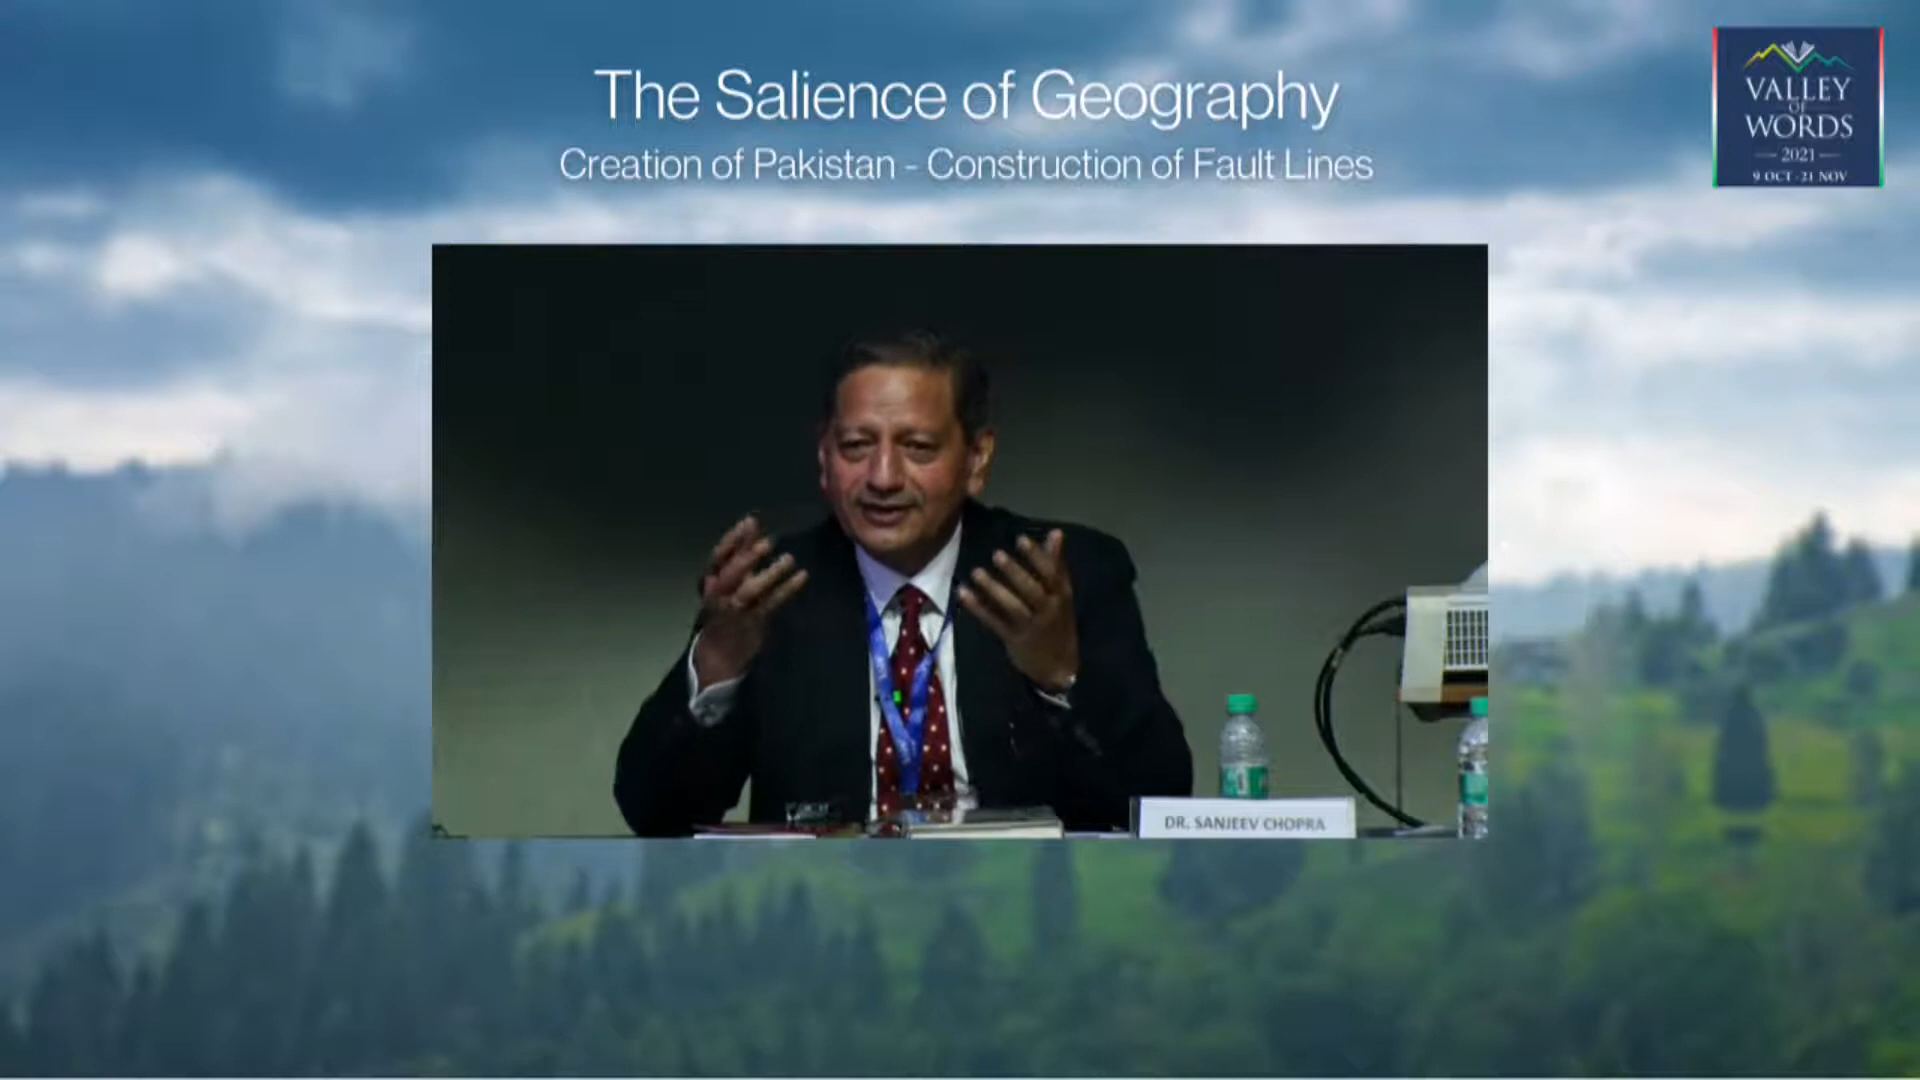 The Salience of Geography
Creation of Pakistan - Construction of Fault Lines
VALLEY
OF
WORDS
2021
9 OCT - 21 NOV
DR. SANJEEV CHOPRA